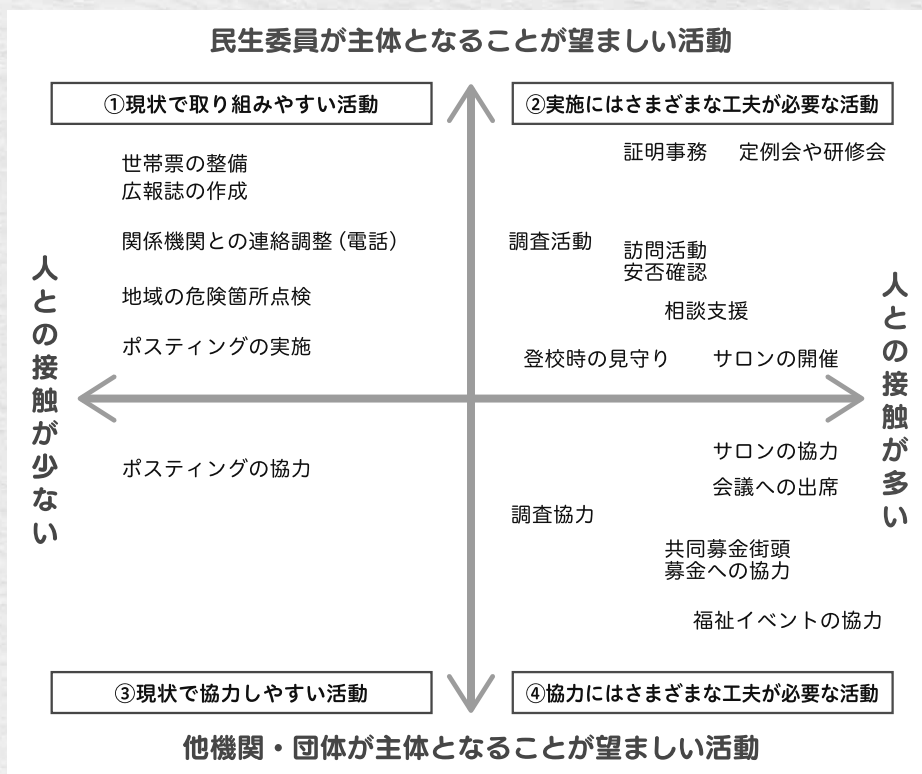 民生委員が主体となることが望ましい活動
①現状で取り組みやすい活動
②実施にはさまざまな工夫が必要な活動
世帯票の整備
広報誌の作成
関係機関との連絡調整（電話）
地域の危険箇所点検
ポスティングの実施
証明事務
定例会や研修会
調査活動
訪問活動
安否確認
相談支援
登校時の見守り
サロンの開催
人との接触が少ない
人との接触が多い
ポスティングの協力
サロンの協力
会議への出席
調査協力
共同募金街頭
募金への協力
福祉イベントの協力
③現状で協力しやすい活動
④協力にはさまざまな工夫が必要な活動
他機関・団体が主体となることが望ましい活動